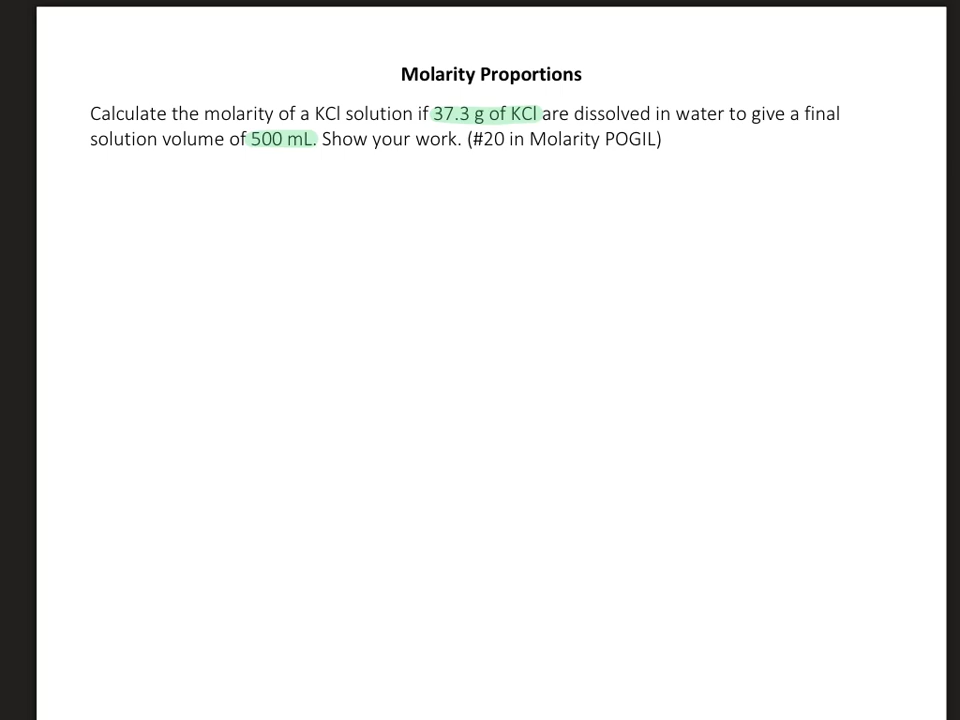 Molarity Proportions
Calculate the molarity of a KCl solution if 37.3 g of KCl are dissolved in water to give a final
solution volume of 500 mL. Show your work. (#20 in Molarity POGIL)